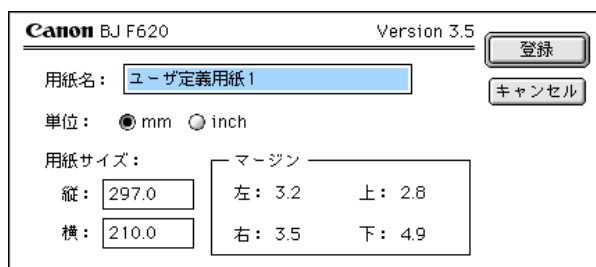 Canon BJ F620 Version 3.5
登録
用紙名： ユーザ定義用紙1
キャンセル
単位： mm inch
用紙サイズ： マージン
縦： 297.0 左： 3.2 上： 2.8
横： 210.0 右： 3.5 下： 4.9